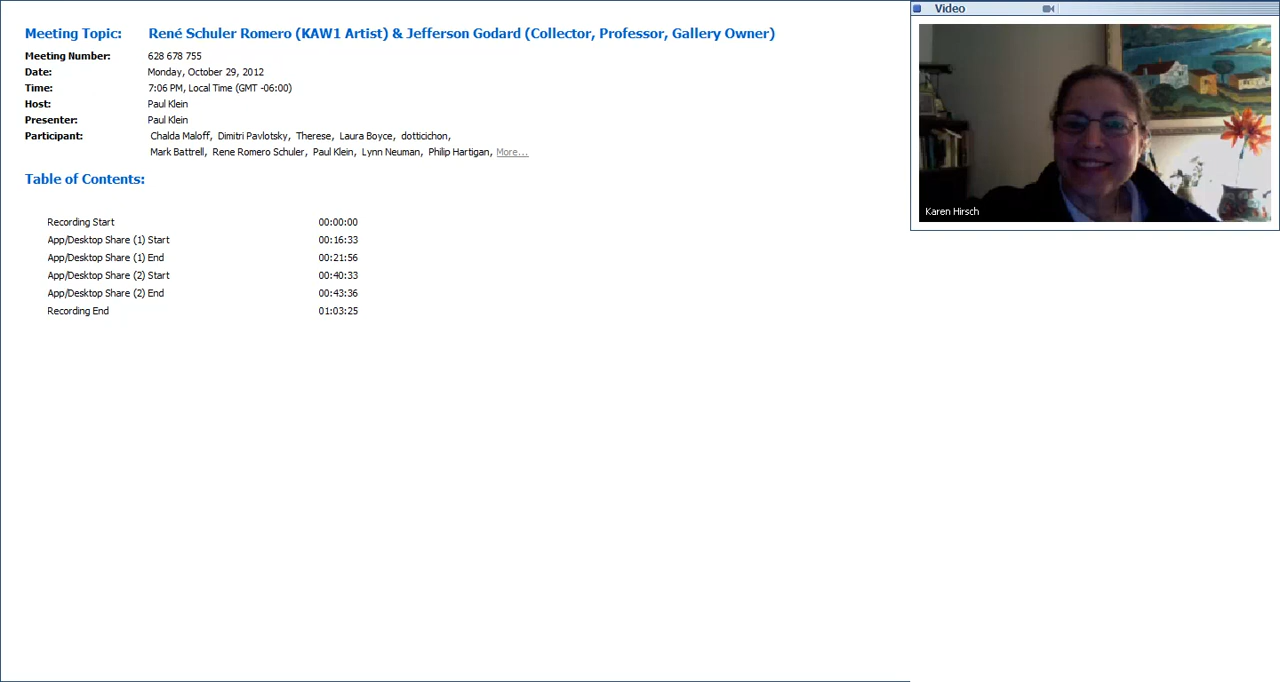 Meeting Topic: René Schuler Romero (KAW1 Artist) & Jefferson Godard (Collector, Professor, Gallery Owner)
Meeting Number: 628 678 755
Date: Monday, October 29, 2012
Time: 7:06 PM, Local Time (GMT -06:00)
Host: Paul Klein
Presenter: Paul Klein
Participant: Chalda Maloff, Dimitri Pavlotsky, Therese, Laura Boyce, dotticichon,
Mark Battrell, Rene Romero Schuler, Paul Klein, Lynn Neuman, Philip Hartigan, More...
Table of Contents:
Recording Start 00:00:00
App/Desktop Share (1) Start 00:16:33
App/Desktop Share (1) End 00:21:56
App/Desktop Share (2) Start 00:40:33
App/Desktop Share (2) End 00:43:36
Recording End 01:03:25
Video
Karen Hirsch